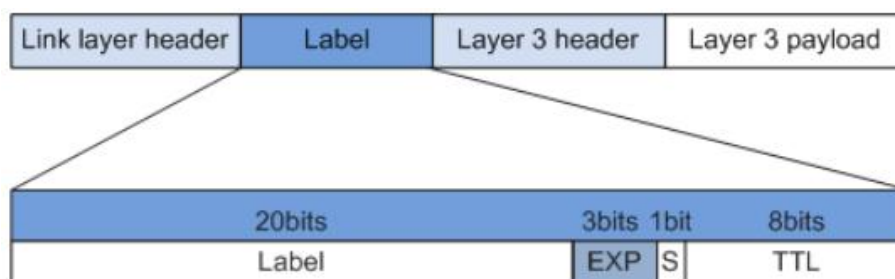 Link layer header Label Layer 3 header Layer 3 payload
20bits 3bits 1bit 8bits
Label EXP S TTL